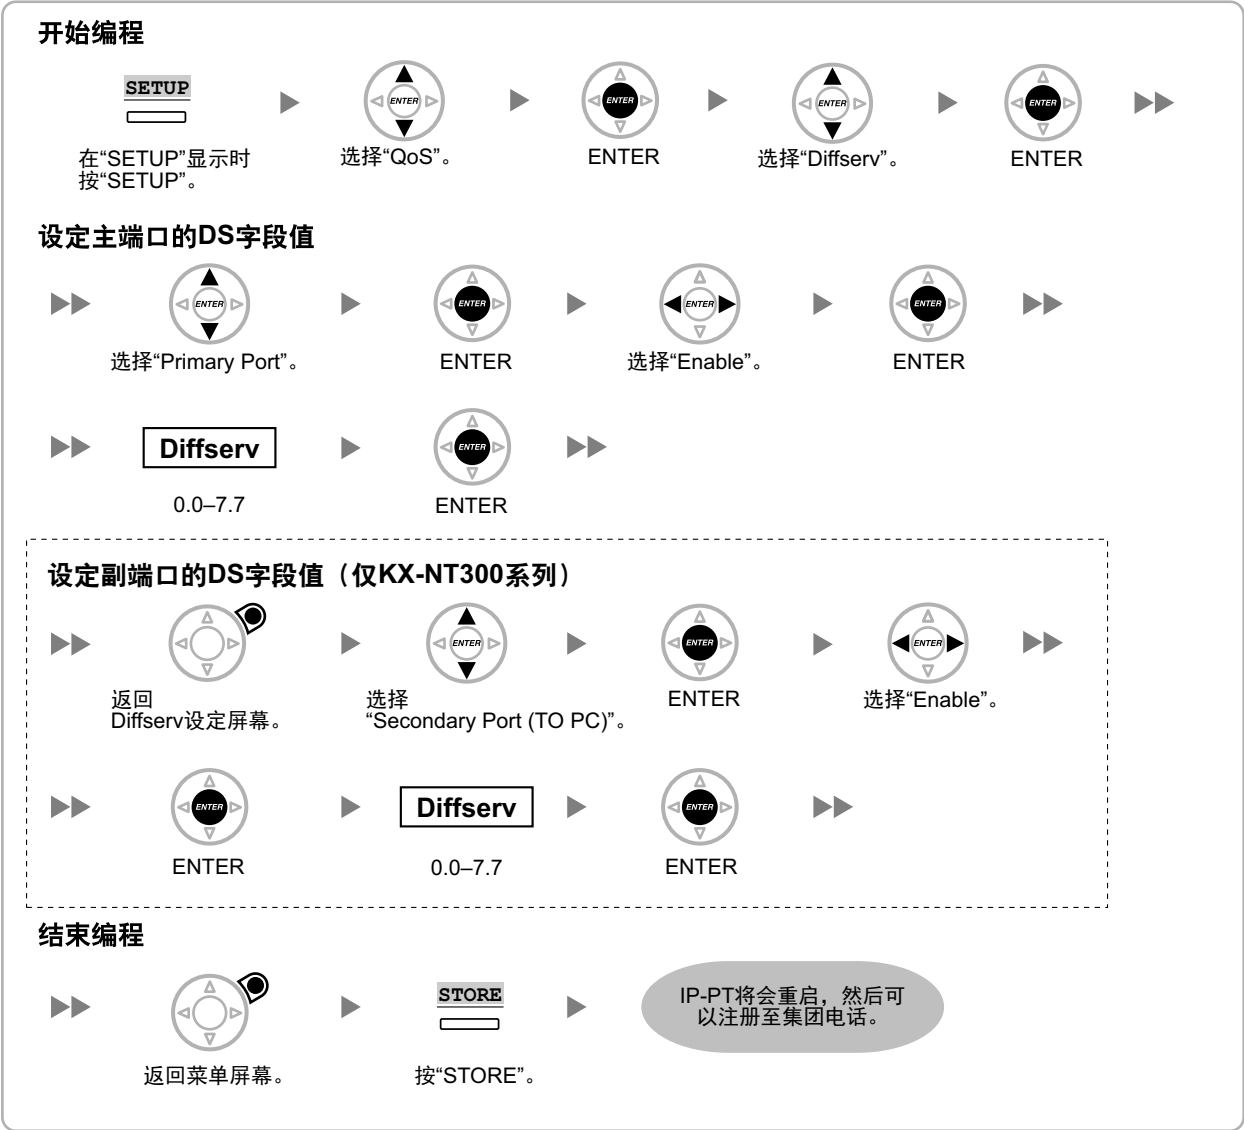 开始编程
SETUP
ENTER
ENTER
ENTER
ENTER
在“SETUP”显示时
按“SETUP”。
选择“QoS”。
ENTER
选择“Diffserv”。
ENTER
设定主端口的DS字段值
ENTER
ENTER
ENTER
ENTER
选择“Primary Port”。
ENTER
选择“Enable”。
ENTER
Diffserv
ENTER
0.0–7.7
ENTER
设定副端口的DS字段值（仅KX-NT300系列）
ENTER
ENTER
ENTER
返回
Diffserv设定屏幕。
选择
“Secondary Port (TO PC)”。
ENTER
选择“Enable”。
ENTER
Diffserv
ENTER
ENTER
0.0–7.7
ENTER
结束编程
STORE
IP-PT将会重启，然后可
以注册至集团电话。
返回菜单屏幕。
按“STORE”。